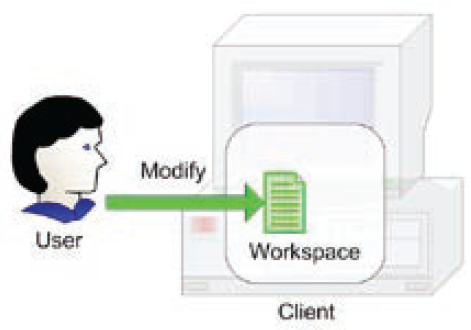 Modify
User
Workspace
Client